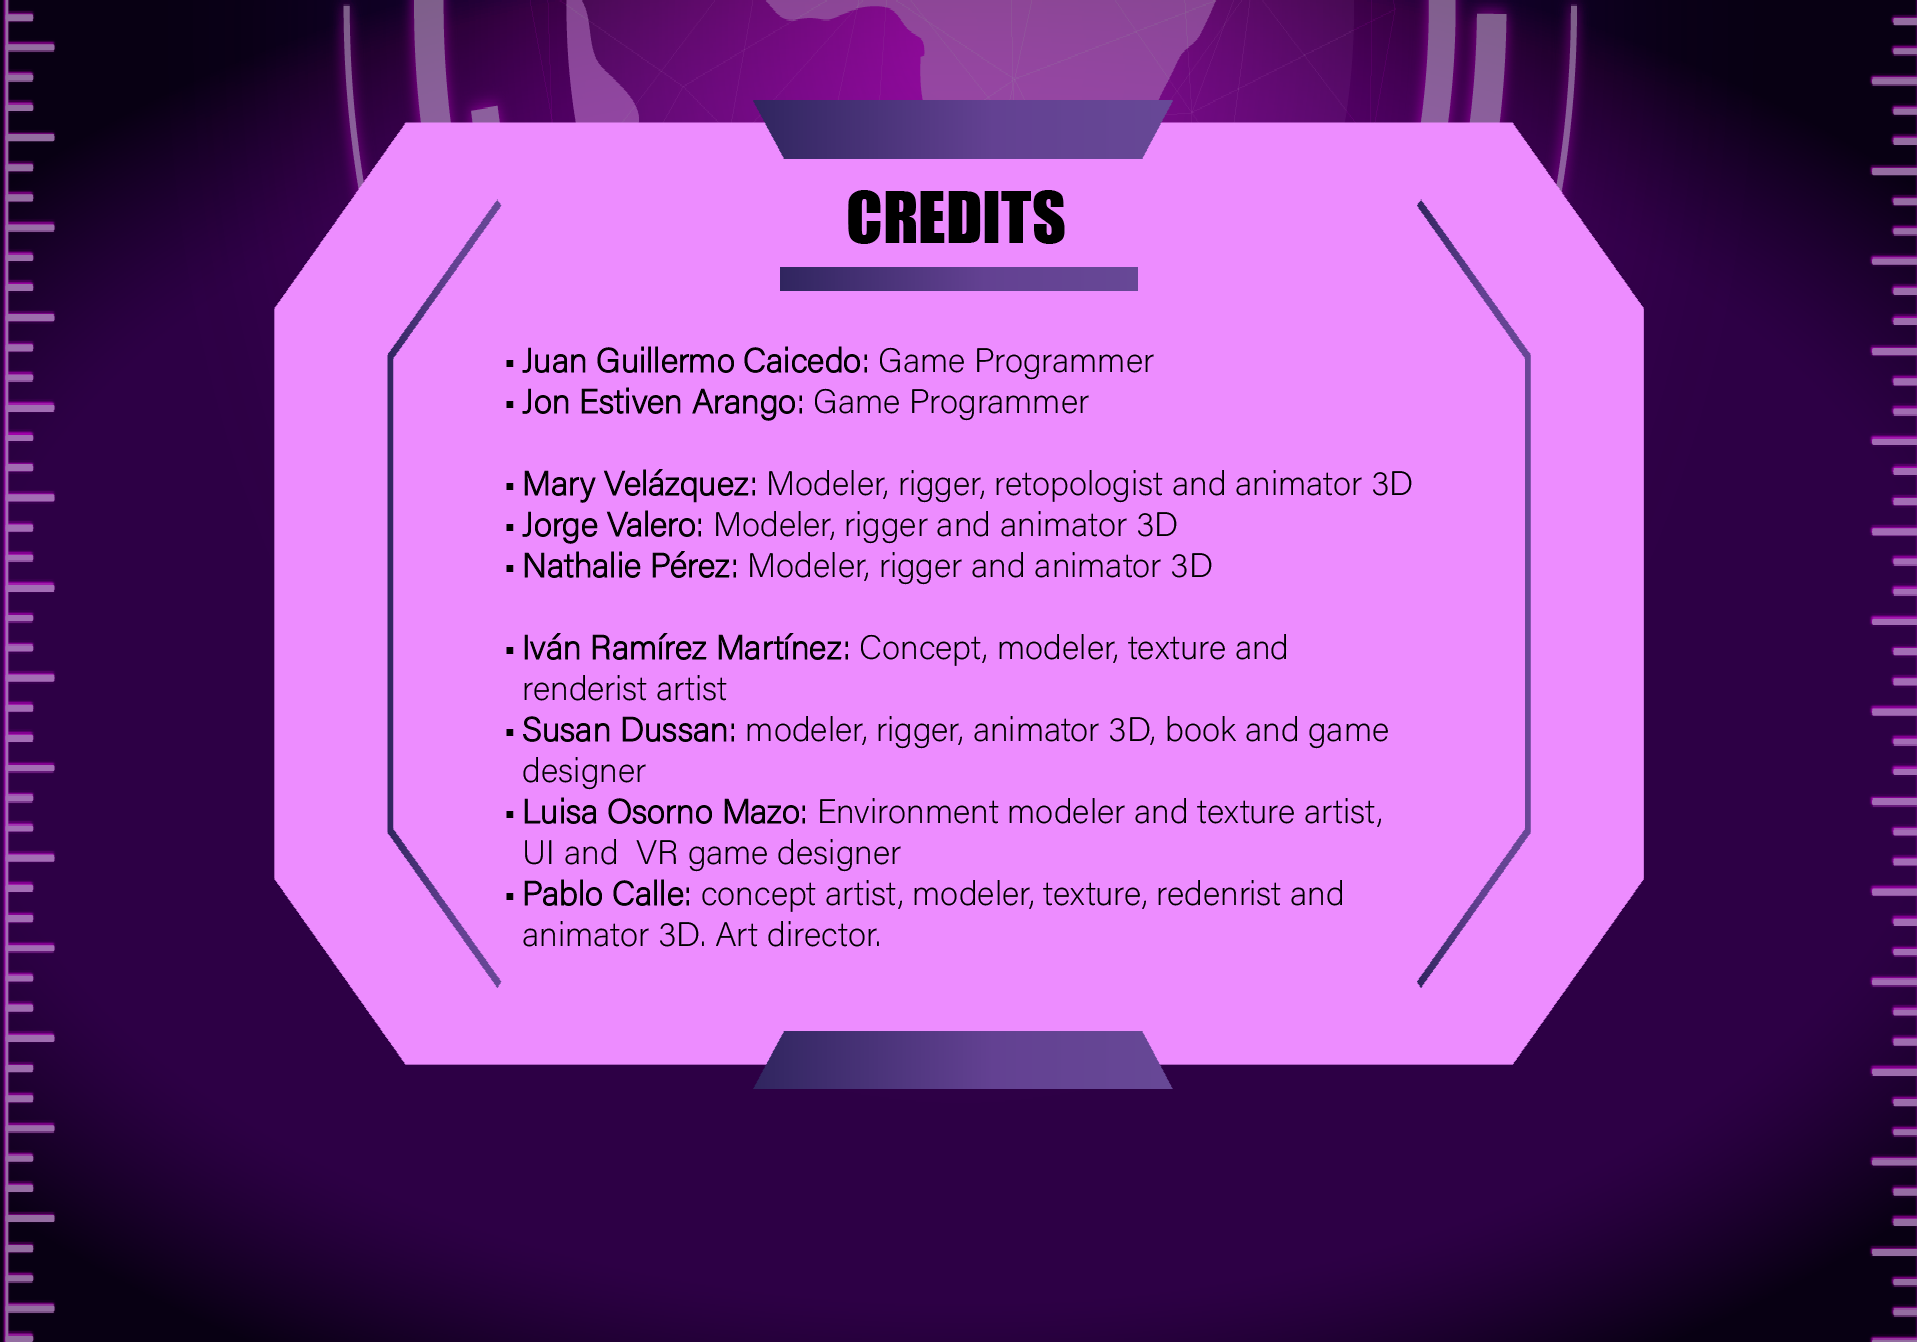 CREDITS
▪ Juan Guillermo Caicedo: Game Programmer
▪ Jon Estiven Arango: Game Programmer
▪ Mary Velázquez: Modeler, rigger, retopologist and animator 3D
▪ Jorge Valero: Modeler, rigger and animator 3D
▪ Nathalie Pérez: Modeler, rigger and animator 3D
▪ Iván Ramírez Martínez: Concept, modeler, texture and
renderist artist
▪ Susan Dussan: modeler, rigger, animator 3D, book and game
designer
▪ Luisa Osorno Mazo: Environment modeler and texture artist,
UI and  VR game designer
▪ Pablo Calle: concept artist, modeler, texture, redenrist and
animator 3D. Art director.